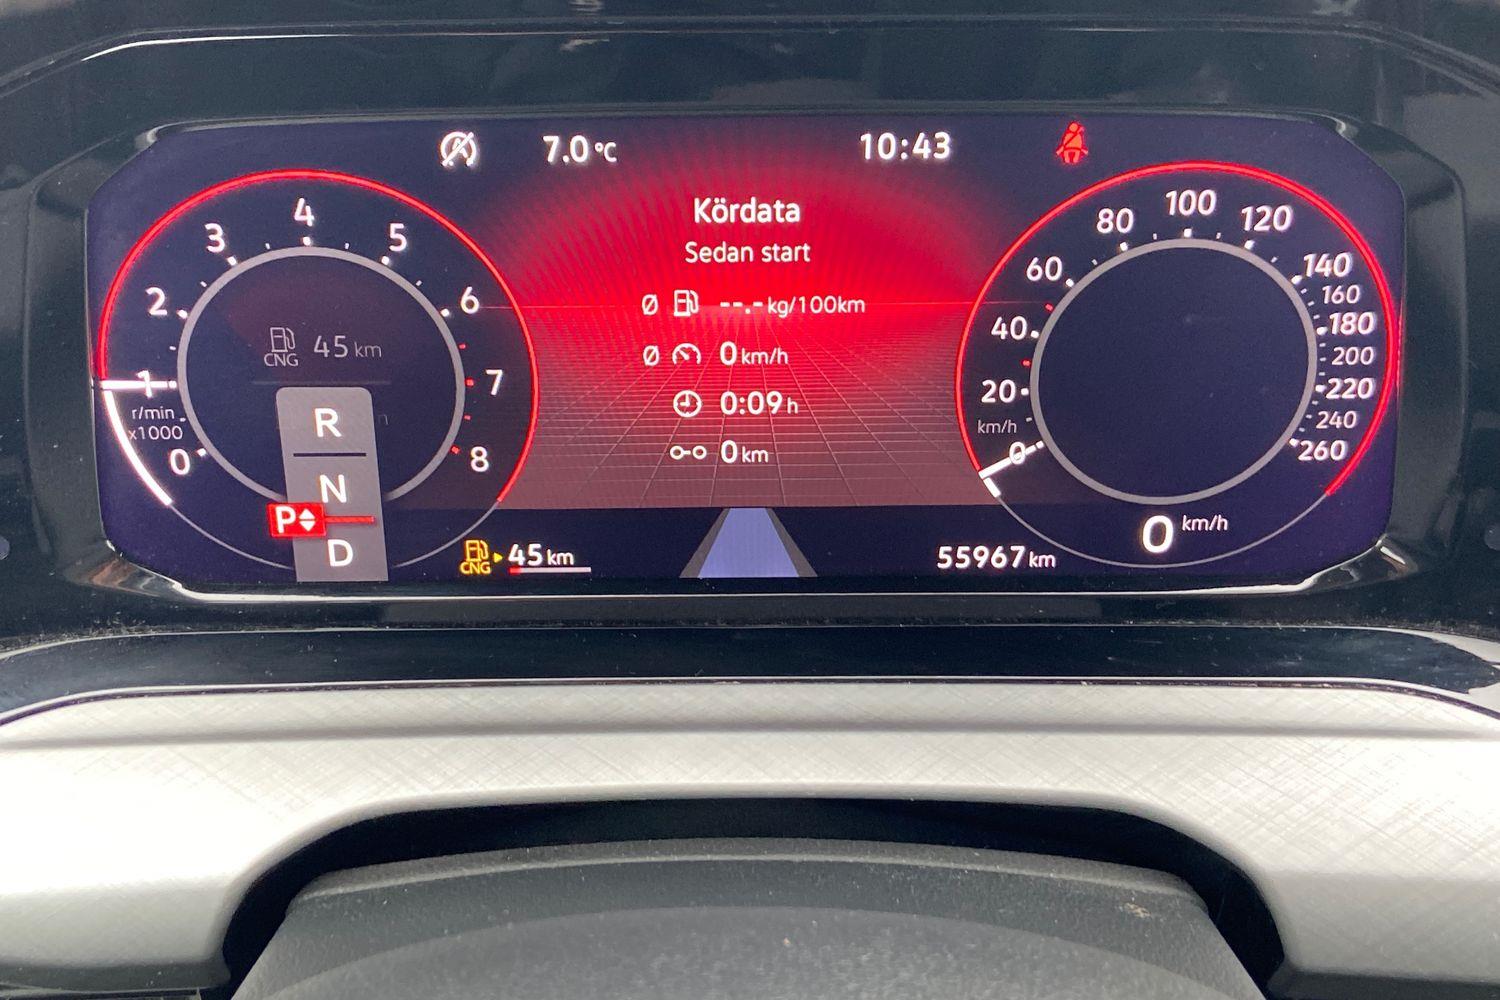 7.0°C
10:43
Kördata
Sedan start
Ø --.- kg/100km
Ø 0 km/h
0:09 h
0 km
0
1
2
3
4
5
6
7
8
r/min
x1000
CNG 45 km
R
N
P
D
CNG 45 km
55967 km
0
20
40
60
80
100
120
140
160
180
200
220
240
260
km/h
0 km/h